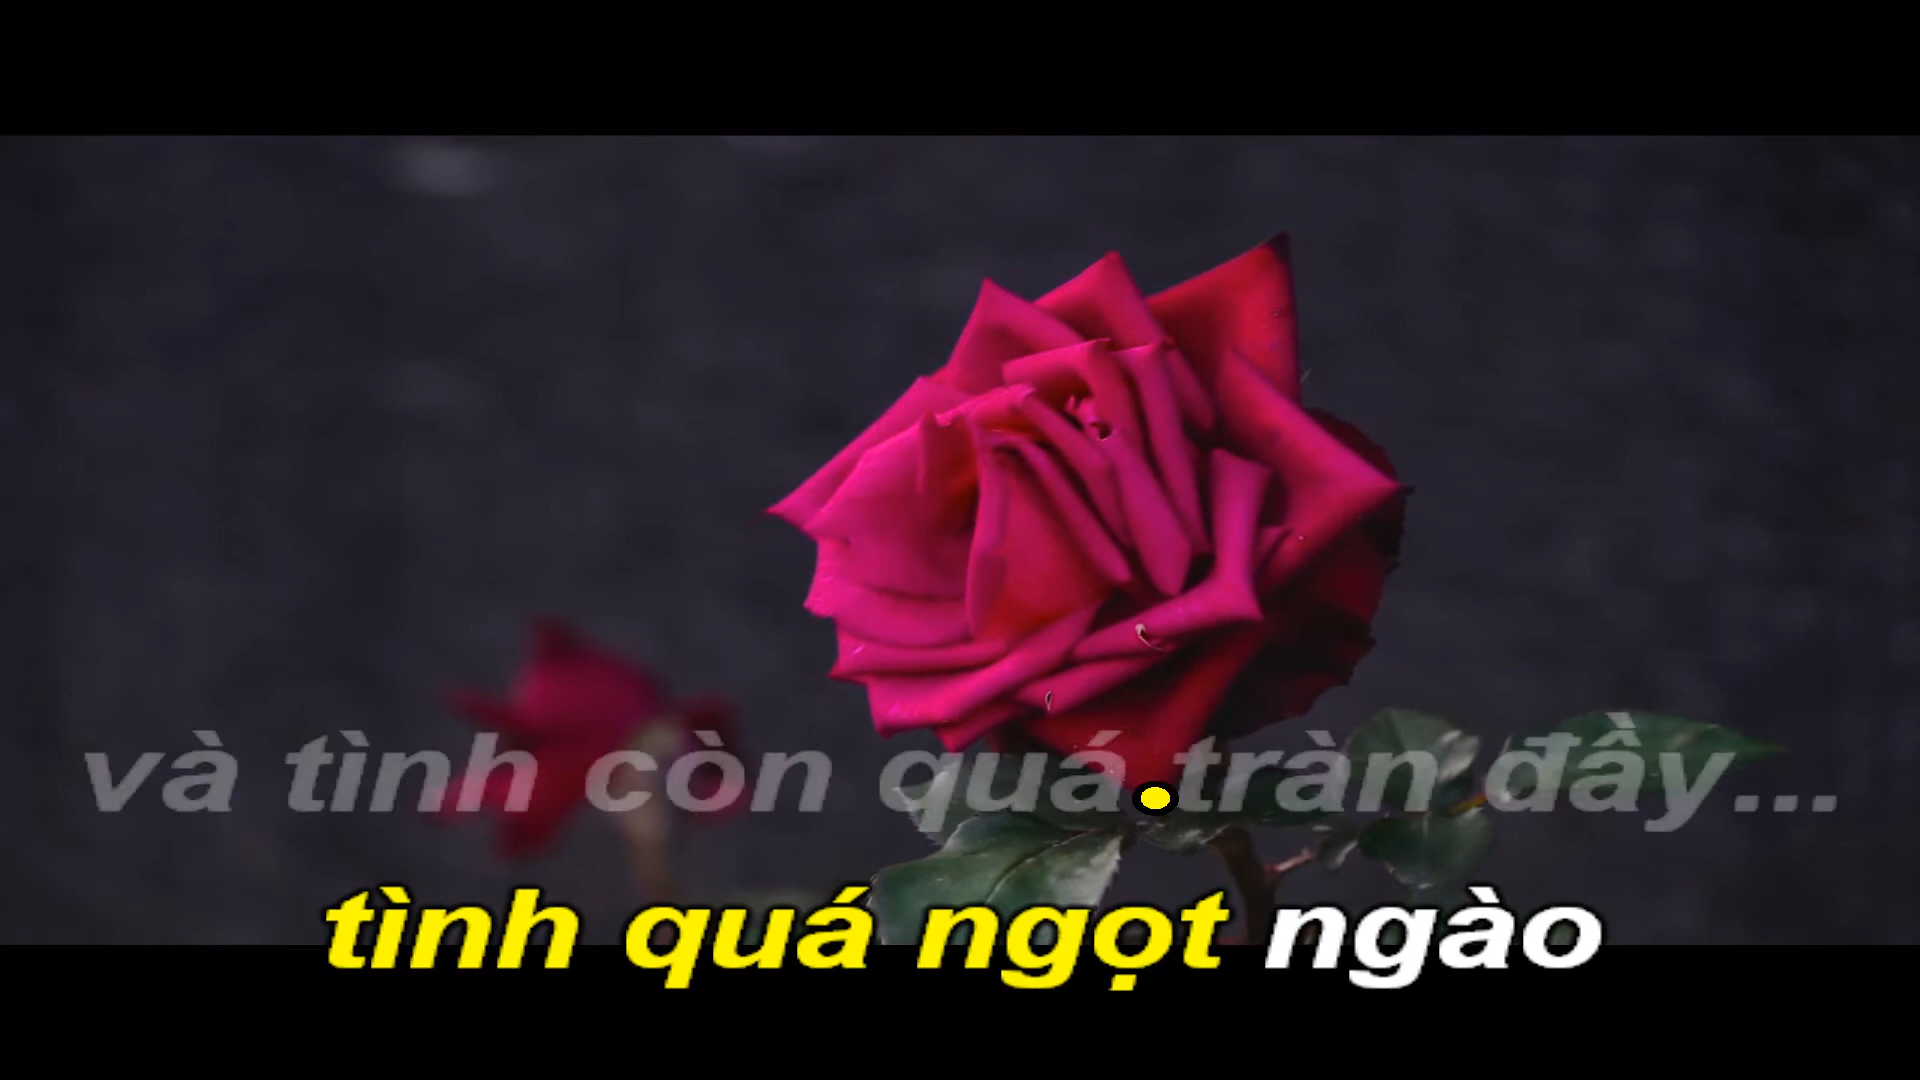 và tình còn quá tràn đầy...
tình quá ngọt ngào